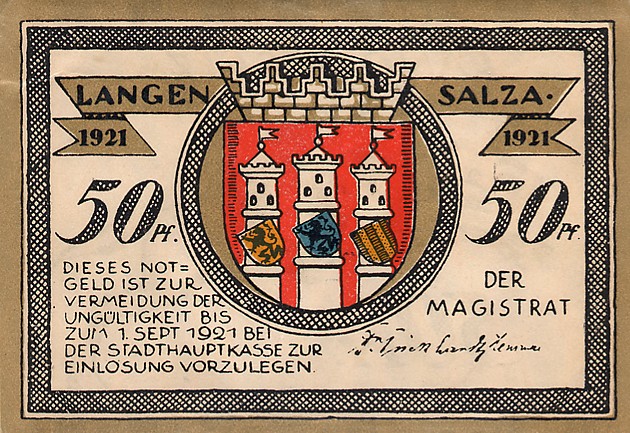 LANGEN SALZA.
1921 1921
50 Pf. 50 Pf.
DIESES NOT=
GELD IST ZUR
VERMEIDUNG DER
UNGÜLTIGKEIT BIS
ZUM 1. SEPT 1921 BEI
DER STADTHAUPTKASSE ZUR
EINLÖSUNG VORZULEGEN.
DER
MAGISTRAT